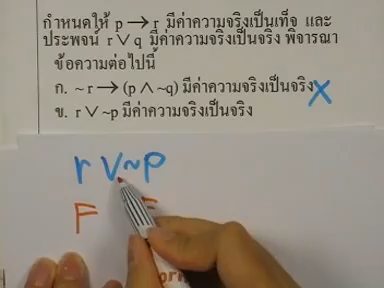 กำหนดให้ p → r มีค่าความจริงเป็นเท็จ และ
ประพจน์ r ∨ q มีค่าความจริงเป็นจริง พิจารณา
ข้อความต่อไปนี้
ก. ~ r → (p ∧ ~q) มีค่าความจริงเป็นจริง X
ข. r ∨ ~p มีค่าความจริงเป็นจริง
r ∨ ~p
F F